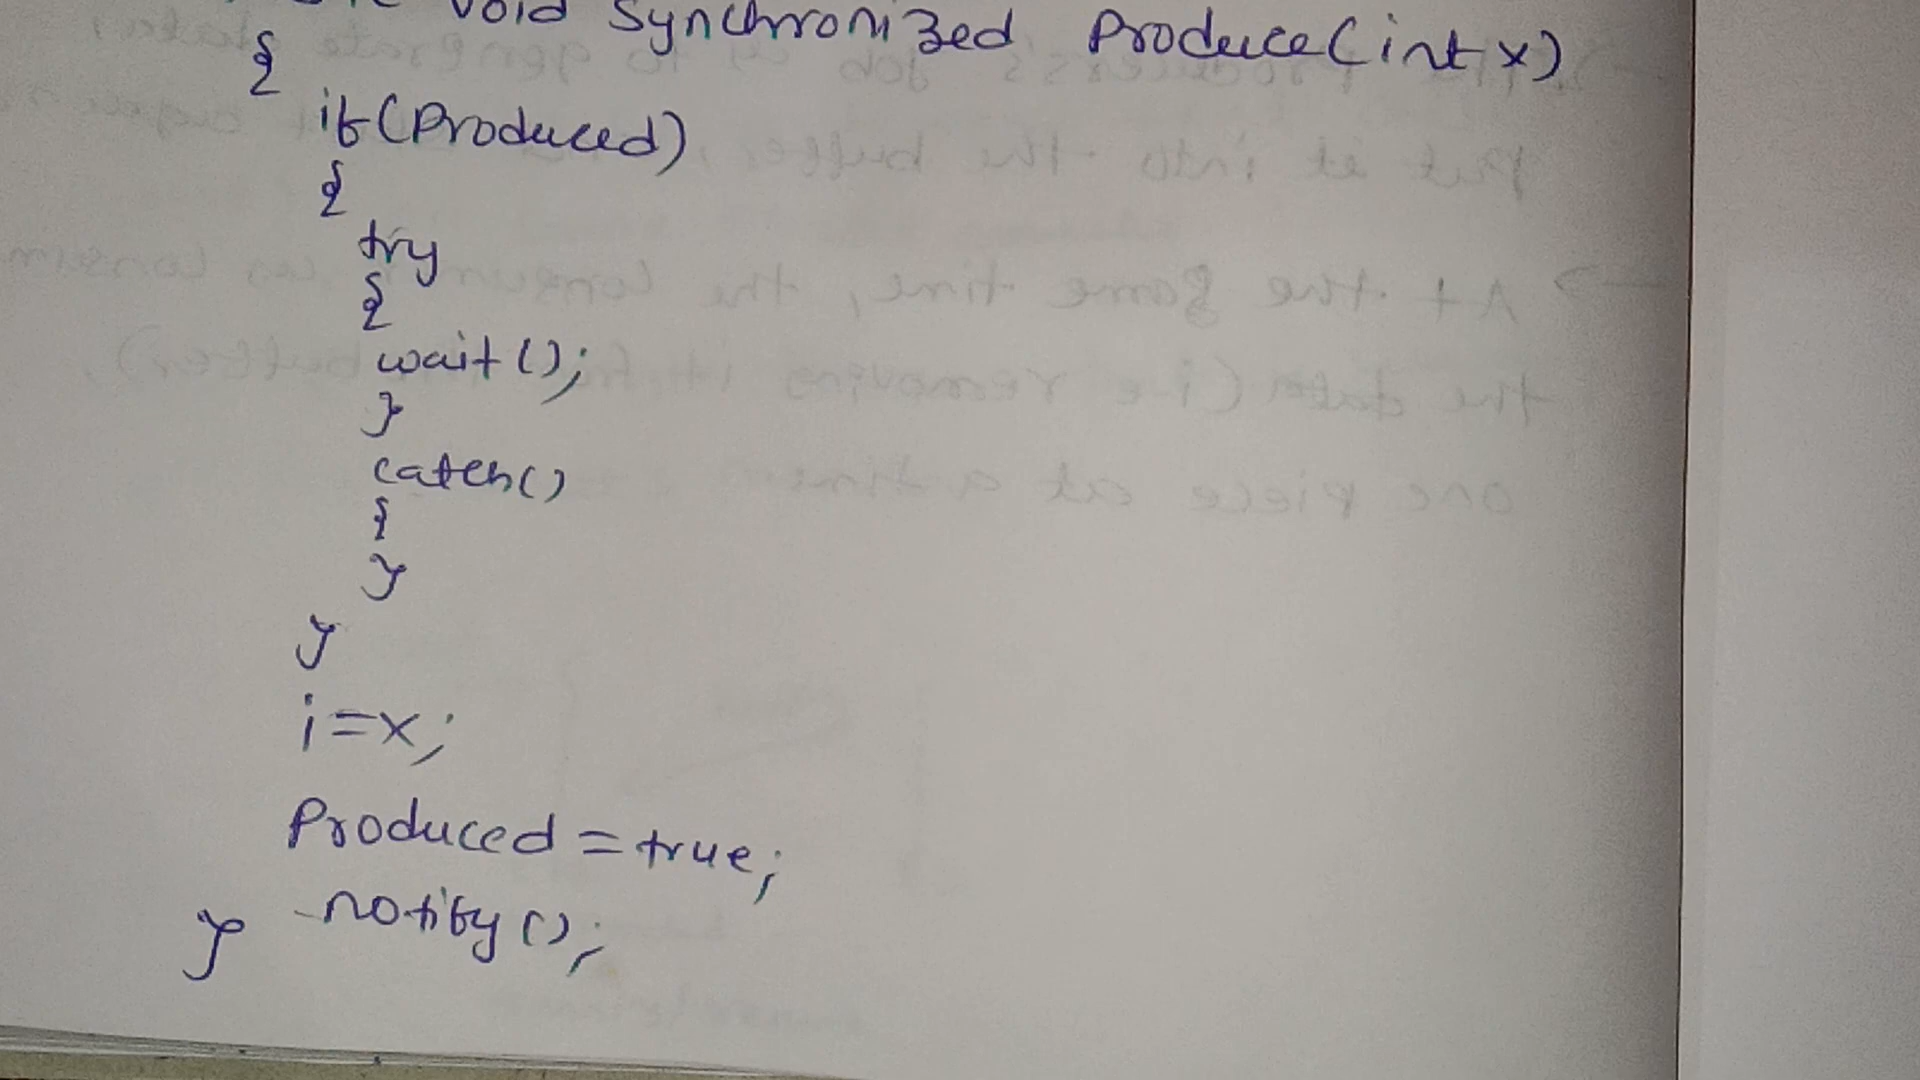 void synchronized Produce(int x)
{
if(Produced)
{
try
{
wait();
}
catch()
{
}
}
i=x;
Produced=true;
notify();
}